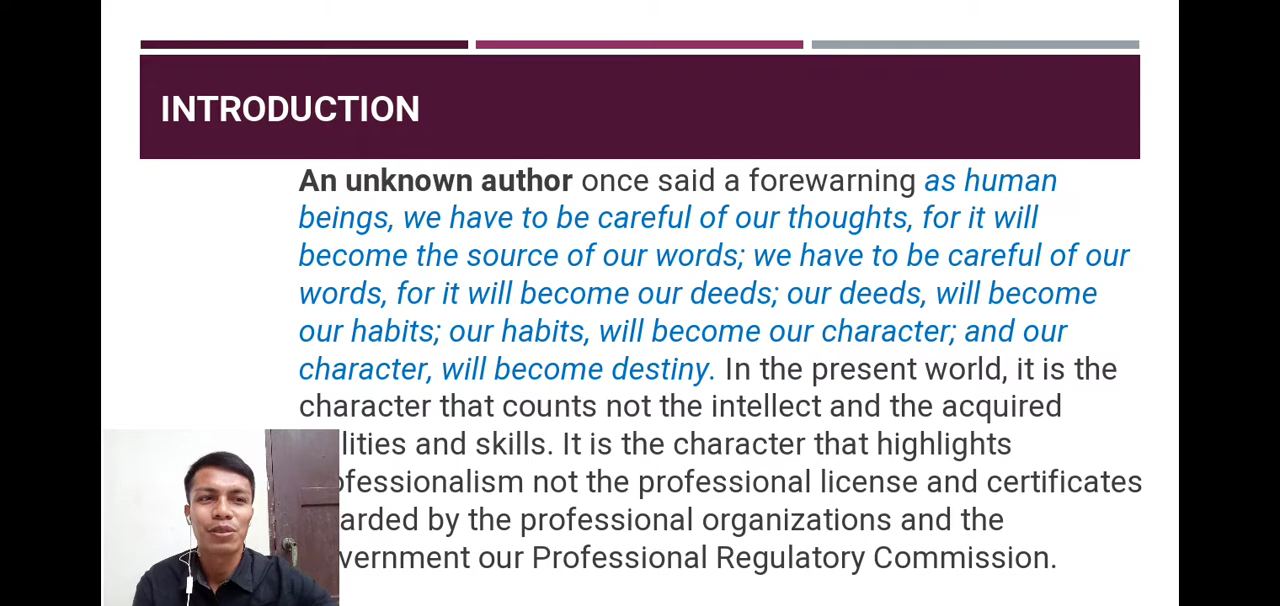 INTRODUCTION
An unknown author once said a forewarning as human
beings, we have to be careful of our thoughts, for it will
become the source of our words; we have to be careful of our
words, for it will become our deeds; our deeds, will become
our habits; our habits, will become our character; and our
character, will become destiny. In the present world, it is the
character that counts not the intellect and the acquired
and skills. It is the character that highlights
not the professional license and certificates
by the professional organizations and the
our Professional Regulatory Commission.